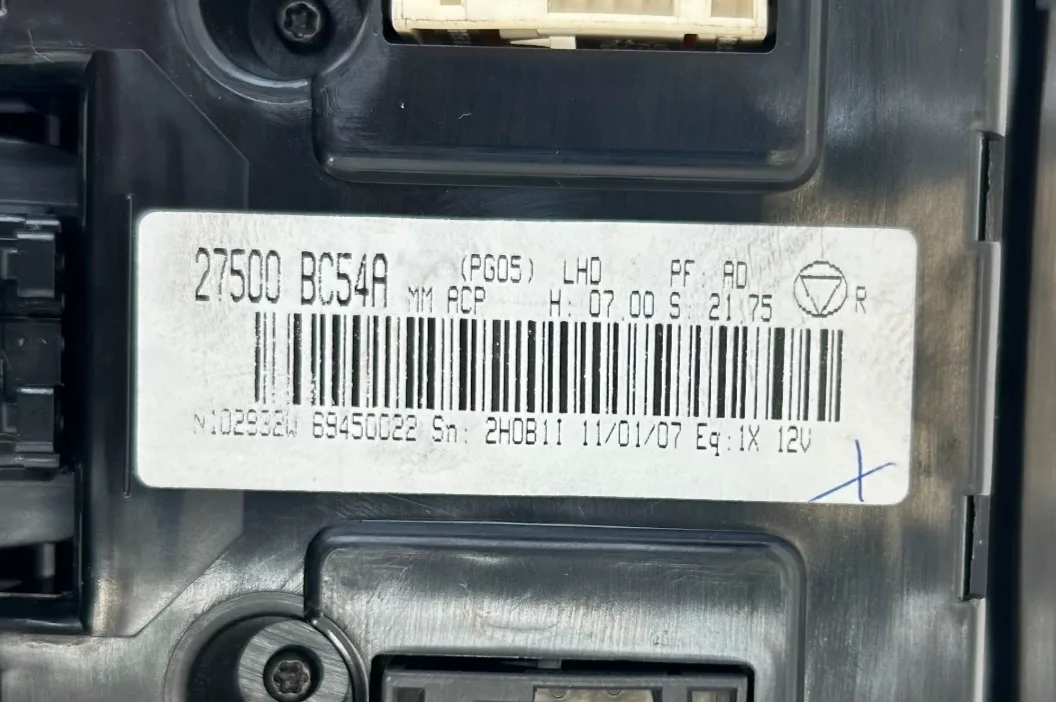 27500 BC54A (PG05) LHD PF: AD
MM ACP H: 07.00 S: 21.75 R
N102932W 69450022 Sn: 2H0B1I 11/01/07 Eq:1X 12V